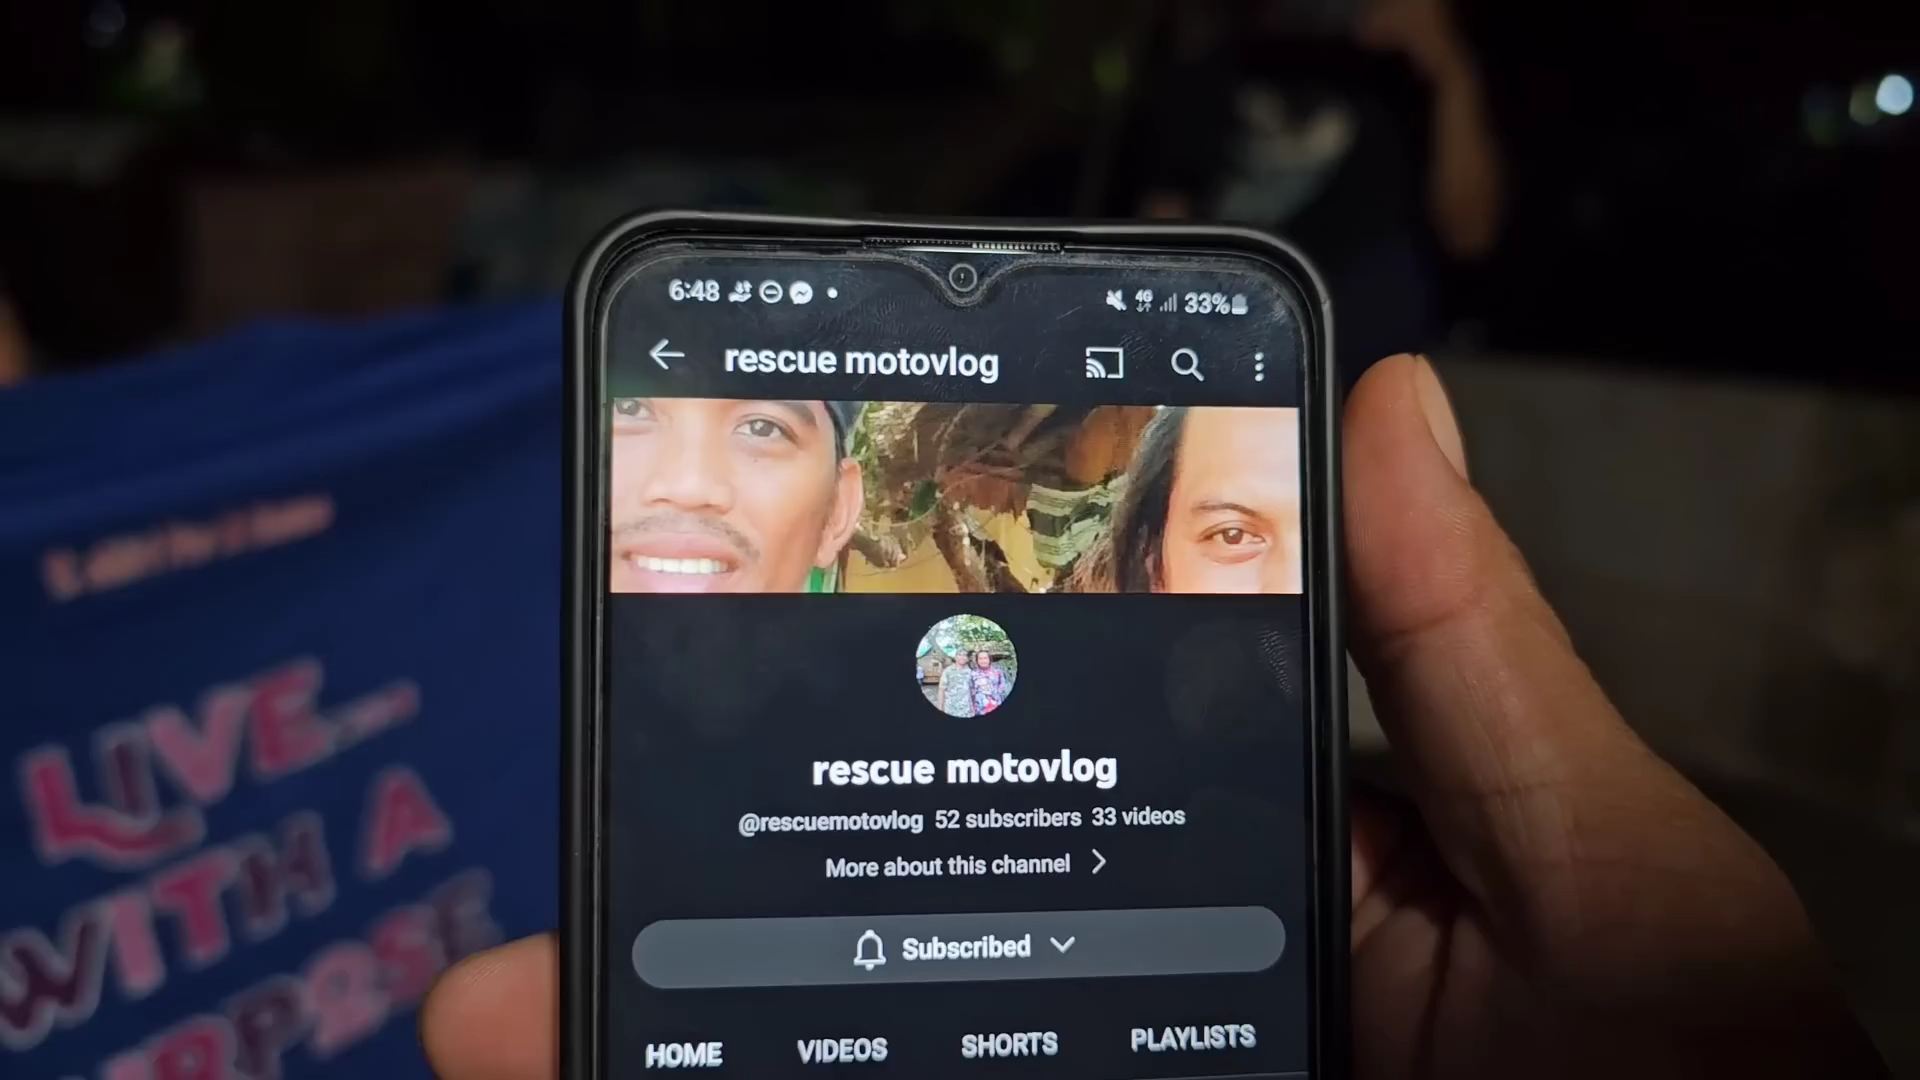 6:48
4G 33%
rescue motovlog
rescue motovlog
@rescuemotovlog 52 subscribers 33 videos
More about this channel
Subscribed
HOME VIDEOS SHORTS PLAYLISTS
LIVE...
WITH A